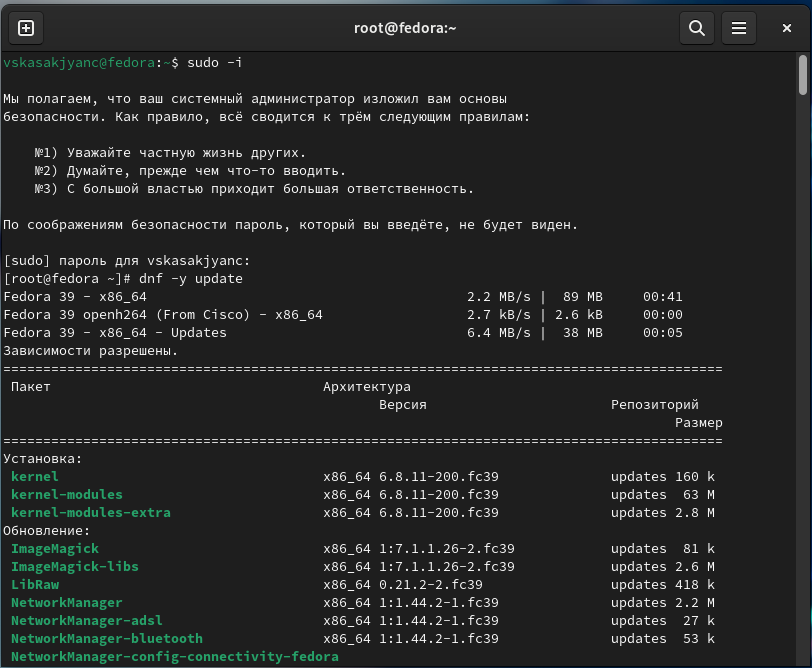 root@fedora:~
vskasakjyanc@fedora:~$ sudo -i
Мы полагаем, что ваш системный администратор изложил вам основы
безопасности. Как правило, всё сводится к трём следующим правилам:
№1) Уважайте частную жизнь других.
№2) Думайте, прежде чем что-то вводить.
№3) С большой властью приходит большая ответственность.
По соображениям безопасности пароль, который вы введёте, не будет виден.
[sudo] пароль для vskasakjyanc:
[root@fedora ~]# dnf -y update
Fedora 39 - x86_64 2.2 MB/s | 89 MB 00:41
Fedora 39 openh264 (From Cisco) - x86_64 2.7 kB/s | 2.6 kB 00:00
Fedora 39 - x86_64 - Updates 6.4 MB/s | 38 MB 00:05
Зависимости разрешены.
==========================================================================================
Пакет Архитектура
Версия Репозиторий
Размер
==========================================================================================
Установка:
kernel x86_64 6.8.11-200.fc39 updates 160 k
kernel-modules x86_64 6.8.11-200.fc39 updates 63 M
kernel-modules-extra x86_64 6.8.11-200.fc39 updates 2.8 M
Обновление:
ImageMagick x86_64 1:7.1.1.26-2.fc39 updates 81 k
ImageMagick-libs x86_64 1:7.1.1.26-2.fc39 updates 2.6 M
LibRaw x86_64 0.21.2-2.fc39 updates 418 k
NetworkManager x86_64 1:1.44.2-1.fc39 updates 2.2 M
NetworkManager-adsl x86_64 1:1.44.2-1.fc39 updates 27 k
NetworkManager-bluetooth x86_64 1:1.44.2-1.fc39 updates 53 k
NetworkManager-config-connectivity-fedora